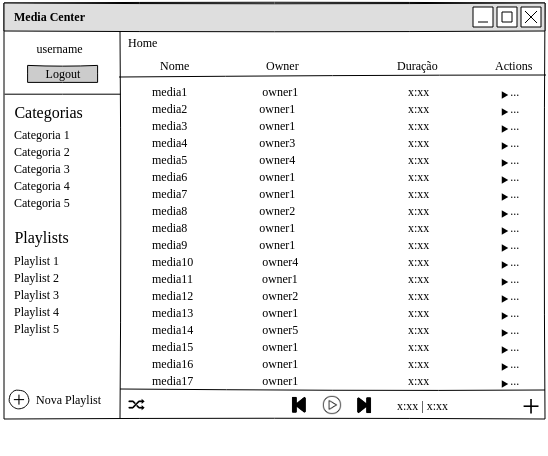 Media Center
username
Logout
Categorias
Categoria 1
Categoria 2
Categoria 3
Categoria 4
Categoria 5
Playlists
Playlist 1
Playlist 2
Playlist 3
Playlist 4
Playlist 5
Nova Playlist
Home
Nome Owner Duração Actions
media1 owner1 x:xx ...
media2 owner1 x:xx ...
media3 owner1 x:xx ...
media4 owner3 x:xx ...
media5 owner4 x:xx ...
media6 owner1 x:xx ...
media7 owner1 x:xx ...
media8 owner2 x:xx ...
media8 owner1 x:xx ...
media9 owner1 x:xx ...
media10 owner4 x:xx ...
media11 owner1 x:xx ...
media12 owner2 x:xx ...
media13 owner1 x:xx ...
media14 owner5 x:xx ...
media15 owner1 x:xx ...
media16 owner1 x:xx ...
media17 owner1 x:xx ...
x:xx | x:xx